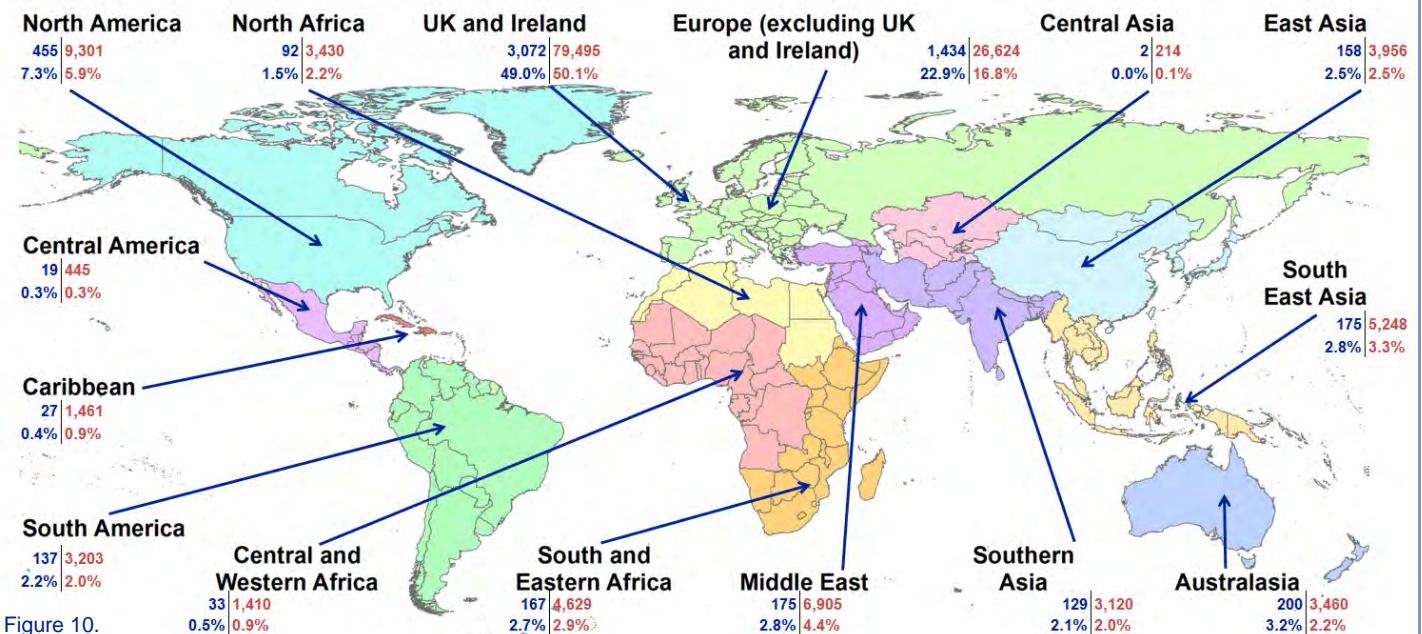 North America
455 9,301
7.3% 5.9%
North Africa
92 3,430
1.5% 2.2%
UK and Ireland
3,072 79,495
49.0% 50.1%
Europe (excluding UK
and Ireland)
1,434 26,624
22.9% 16.8%
Central Asia
2 214
0.0% 0.1%
East Asia
158 3,956
2.5% 2.5%
Central America
19 445
0.3% 0.3%
South
East Asia
175 5,248
2.8% 3.3%
Caribbean
27 1,461
0.4% 0.9%
South America
137 3,203
2.2% 2.0%
Central and
Western Africa
33 1,410
0.5% 0.9%
South and
Eastern Africa
167 4,629
2.7% 2.9%
Middle East
175 6,905
2.8% 4.4%
Southern
Asia
129 3,120
2.1% 2.0%
Australasia
200 3,460
3.2% 2.2%
Figure 10.